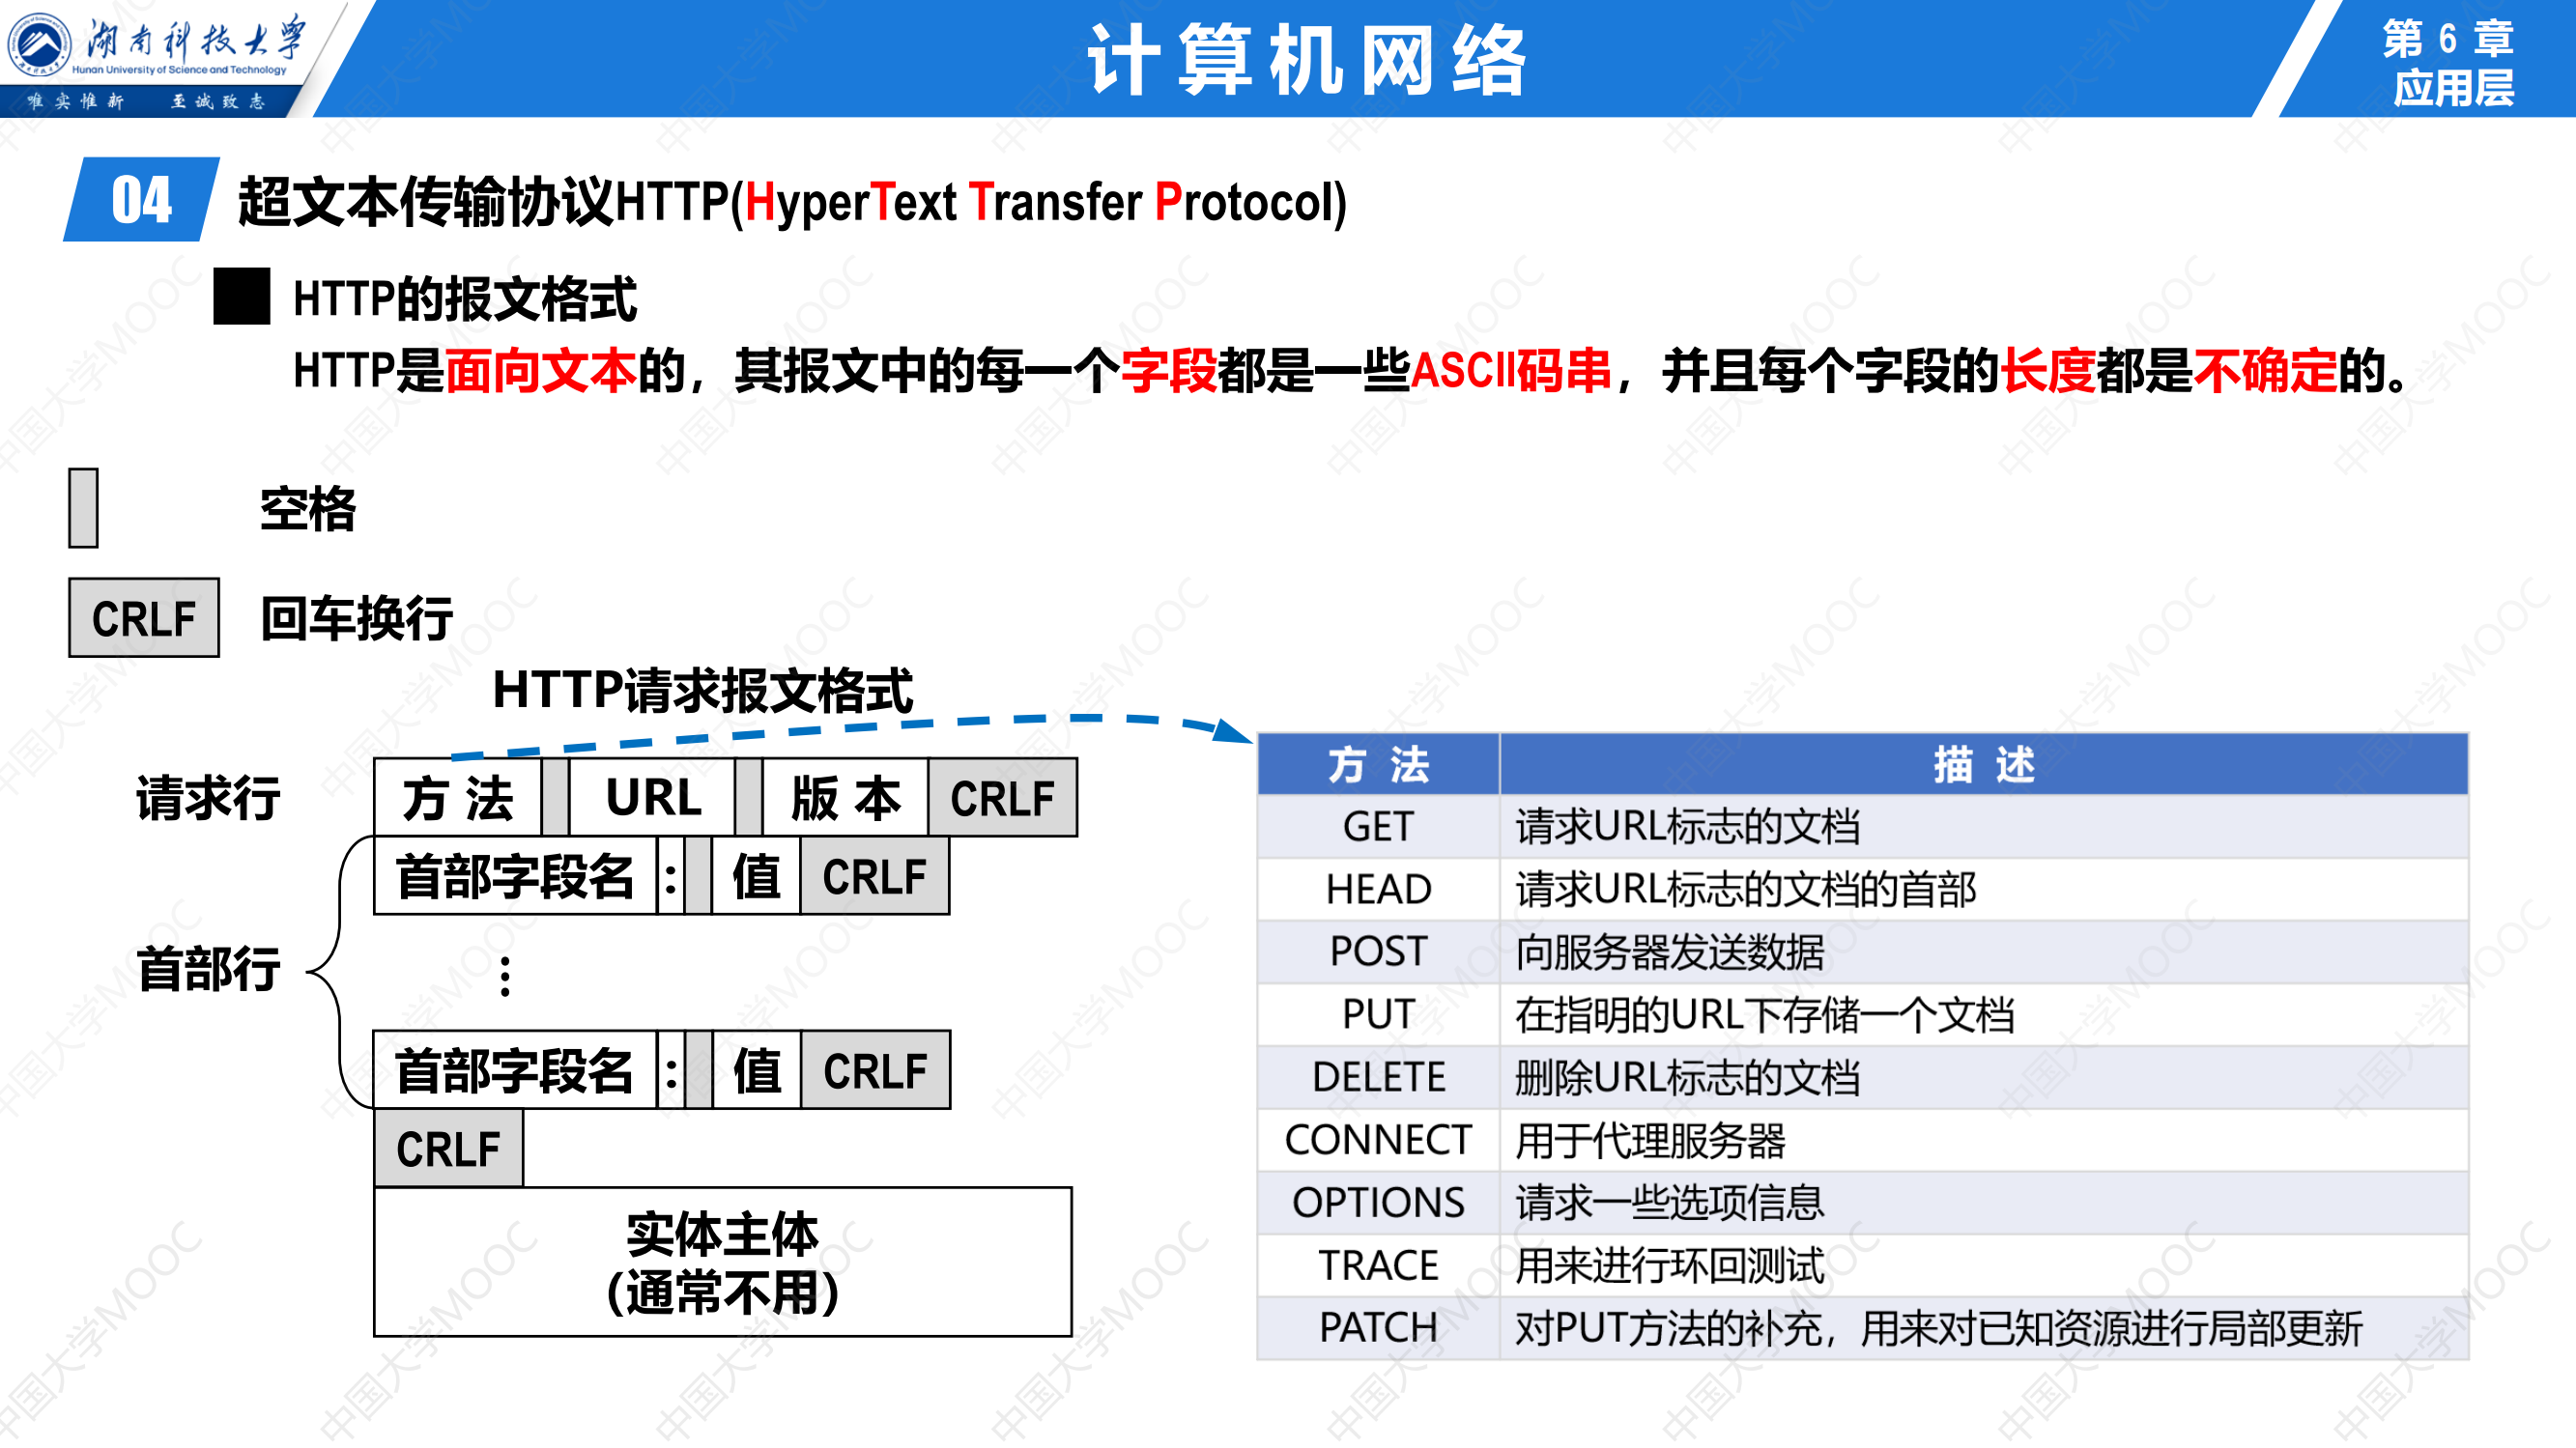 湖南科技大学
Hunan University of Science and Technology
唯实惟新 至诚致志
计算机网络
第 6 章
应用层
04 超文本传输协议HTTP(HyperText Transfer Protocol)
HTTP的报文格式
HTTP是面向文本的，其报文中的每一个字段都是一些ASCII码串，并且每个字段的长度都是不确定的。
空格
CRLF 回车换行
HTTP请求报文格式
请求行 方 法 URL 版 本 CRLF
首部字段名 : 值 CRLF
首部行 ⋮
首部字段名 : 值 CRLF
CRLF
实体主体
(通常不用)
方 法 描 述
GET 请求URL标志的文档
HEAD 请求URL标志的文档的首部
POST 向服务器发送数据
PUT 在指明的URL下存储一个文档
DELETE 删除URL标志的文档
CONNECT 用于代理服务器
OPTIONS 请求一些选项信息
TRACE 用来进行环回测试
PATCH 对PUT方法的补充，用来对已知资源进行局部更新
中国大学MOOC